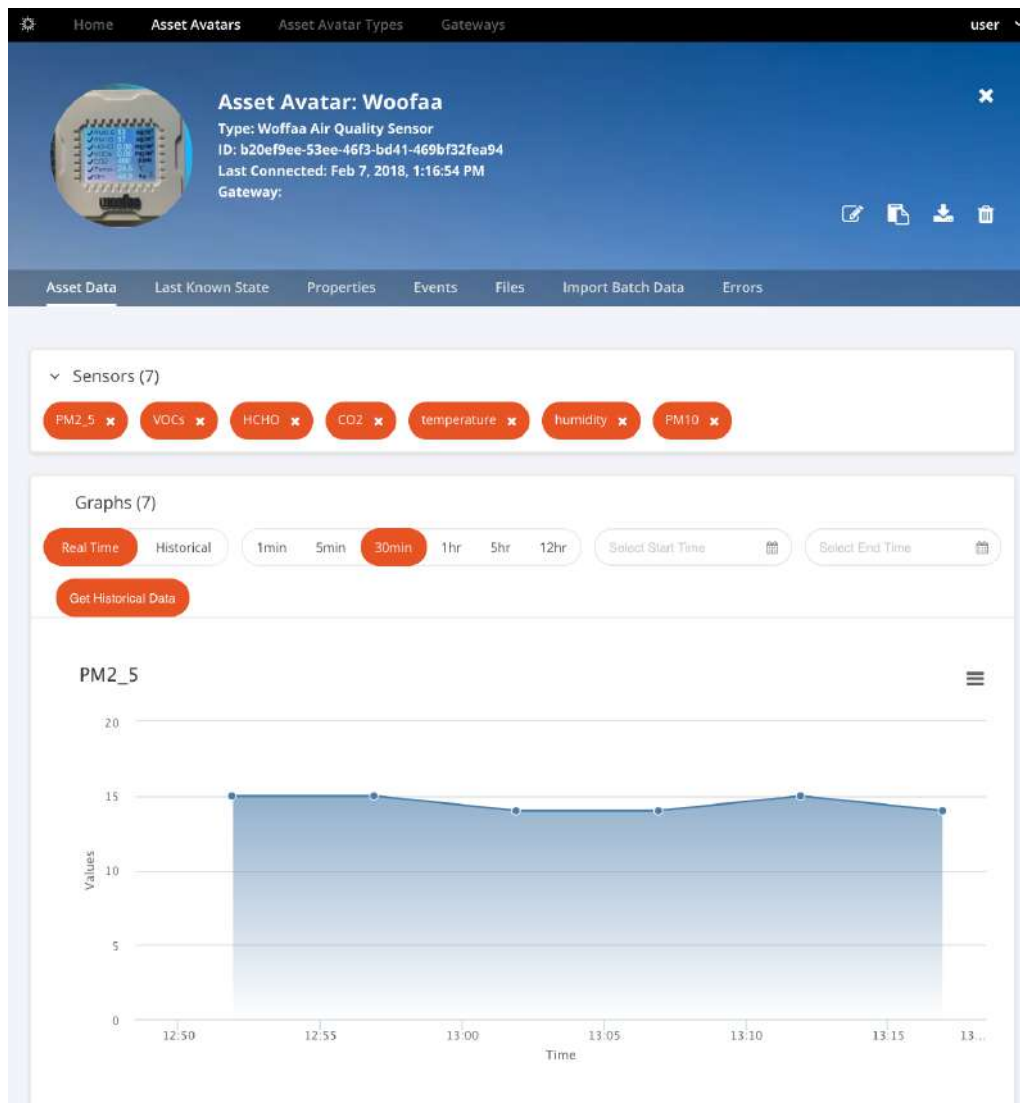 Home Asset Avatars Asset Avatar Types Gateways user
Asset Avatar: Woofaa
Type: Woffaa Air Quality Sensor
ID: b20ef9ee-53ee-46f3-bd41-469bf32fea94
Last Connected: Feb 7, 2018, 1:16:54 PM
Gateway:
woofaa
Asset Data Last Known State Properties Events Files Import Batch Data Errors
Sensors (7)
PM2_5 VOCs HCHO CO2 temperature humidity PM10
Graphs (7)
Real Time Historical 1min 5min 30min 1hr 5hr 12hr Select Start Time Select End Time
Get Historical Data
PM2_5
20
15
10
5
0
Values
12:50 12:55 13:00 13:05 13:10 13:15 13...
Time